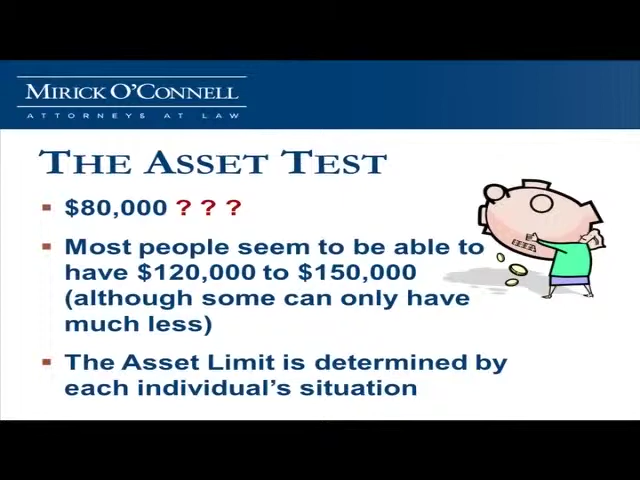 MIRICK O'CONNELL
ATTORNEYS AT LAW
THE ASSET TEST
$80,000 ? ? ?
Most people seem to be able to
have $120,000 to $150,000
(although some can only have
much less)
The Asset Limit is determined by
each individual's situation